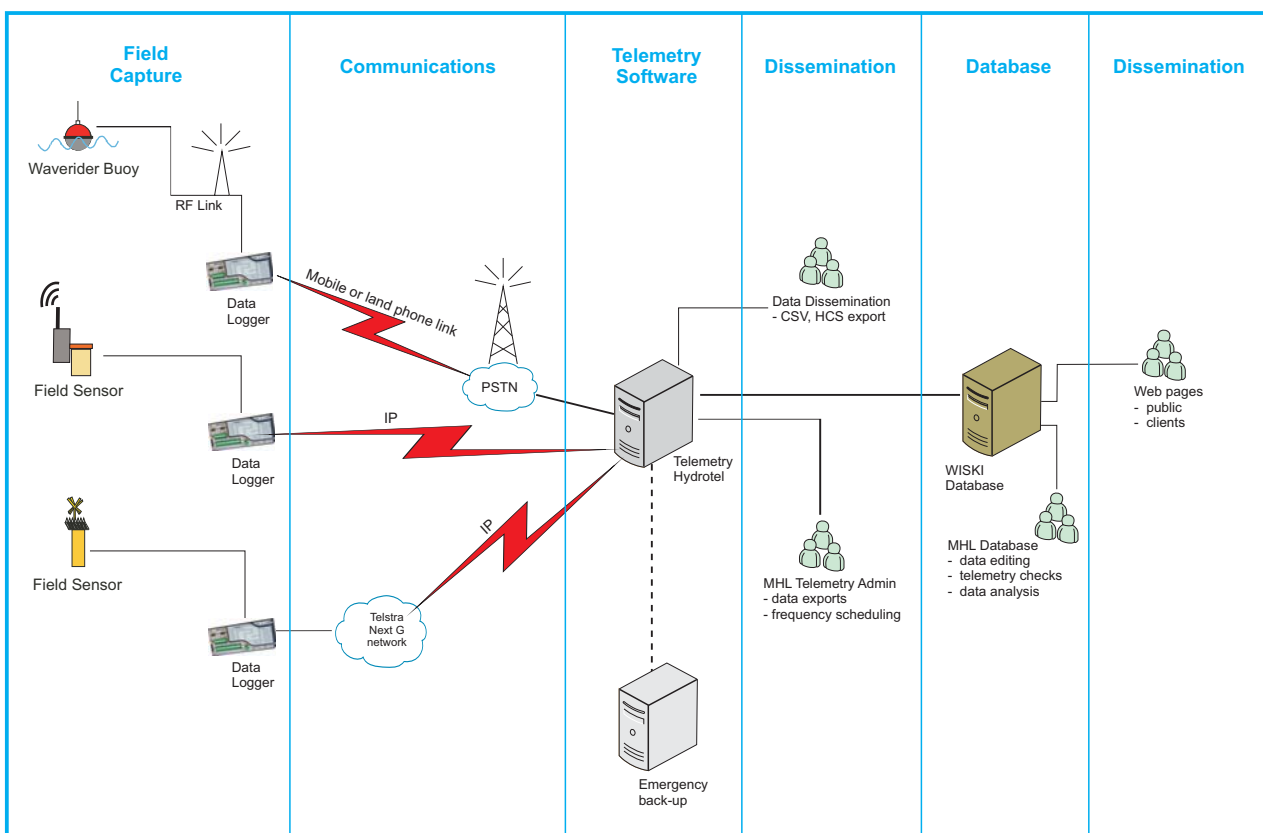 Field
Capture
Communications
Telemetry
Software
Dissemination
Database
Dissemination
Waverider Buoy
RF Link
Data
Logger
Field Sensor
Data
Logger
Field Sensor
Data
Logger
Mobile or land phone link
PSTN
IP
IP
Telstra
Next G
network
Telemetry
Hydrotel
Emergency
back-up
Data Dissemination
- CSV, HCS export
MHL Telemetry Admin
- data exports
- frequency scheduling
WISKI
Database
MHL Database
- data editing
- telemetry checks
- data analysis
Web pages
- public
- clients